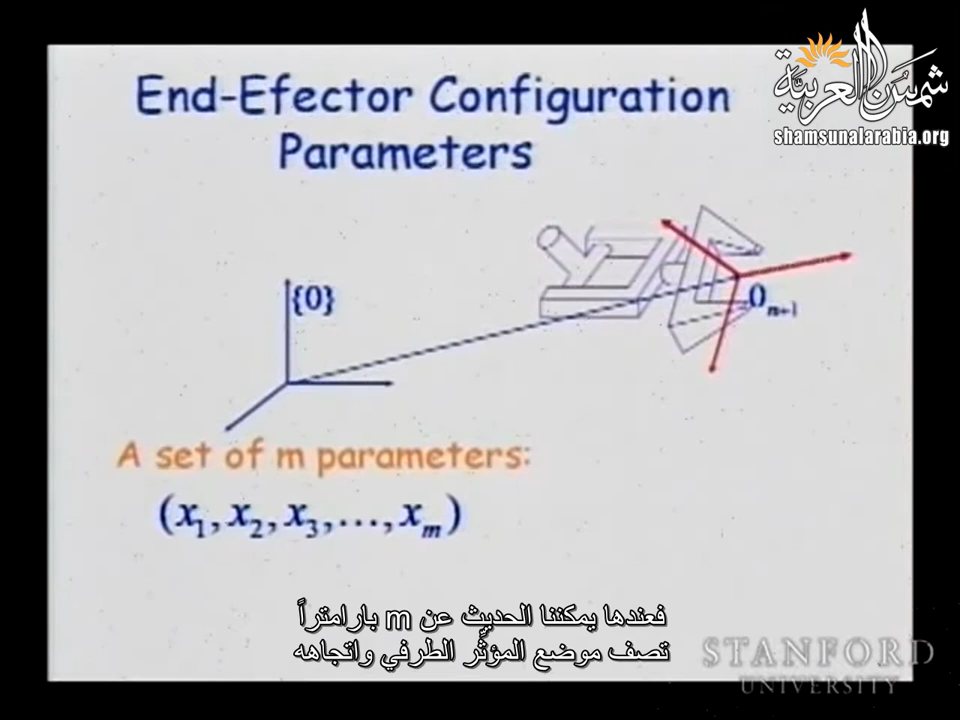 شمس العربية
shamsunalarabia.org
End-Efector Configuration
Parameters
{0}
0n+1
A set of m parameters:
(x1, x2, x3, ..., xm)
فعندها يمكننا الحديث عن m بارامتراً
تصف موضع المؤثِّر الطرفي واتجاهه
STANFORD
UNIVERSITY